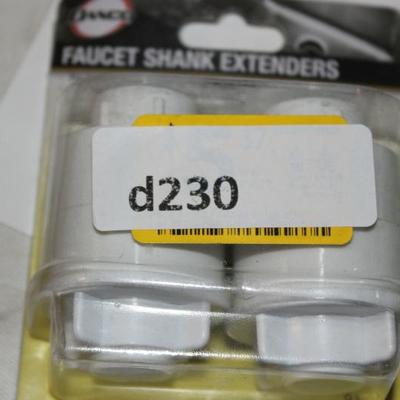 DANCO
FAUCET SHANK EXTENDERS
d230